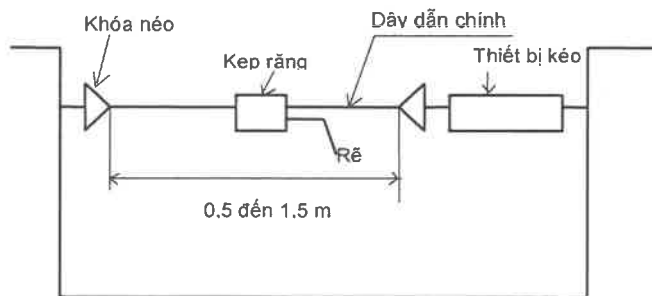 Khóa néo
Dây dẫn chính
Thiết bị kéo
Kẹp răng
Rẽ
0.5 đến 1.5 m